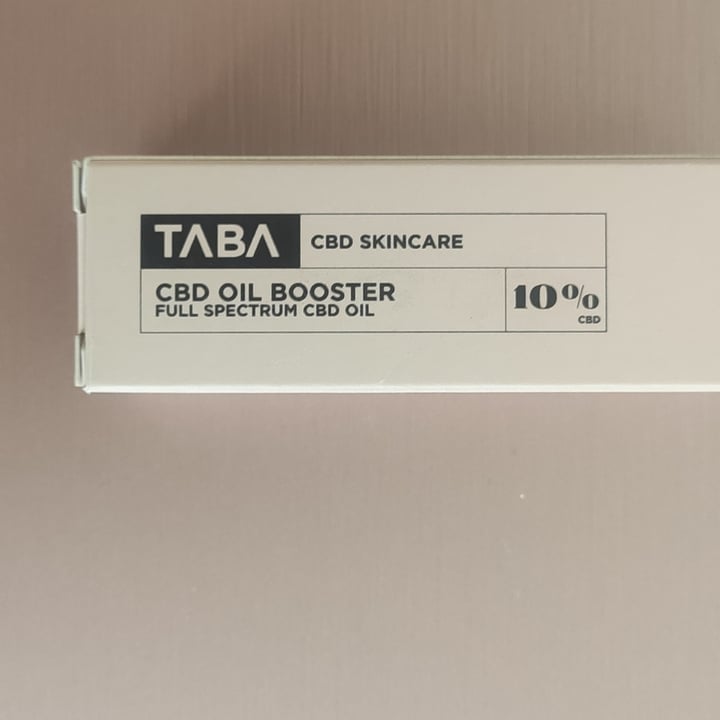 TABA CBD SKINCARE
CBD OIL BOOSTER
FULL SPECTRUM CBD OIL
10%
CBD